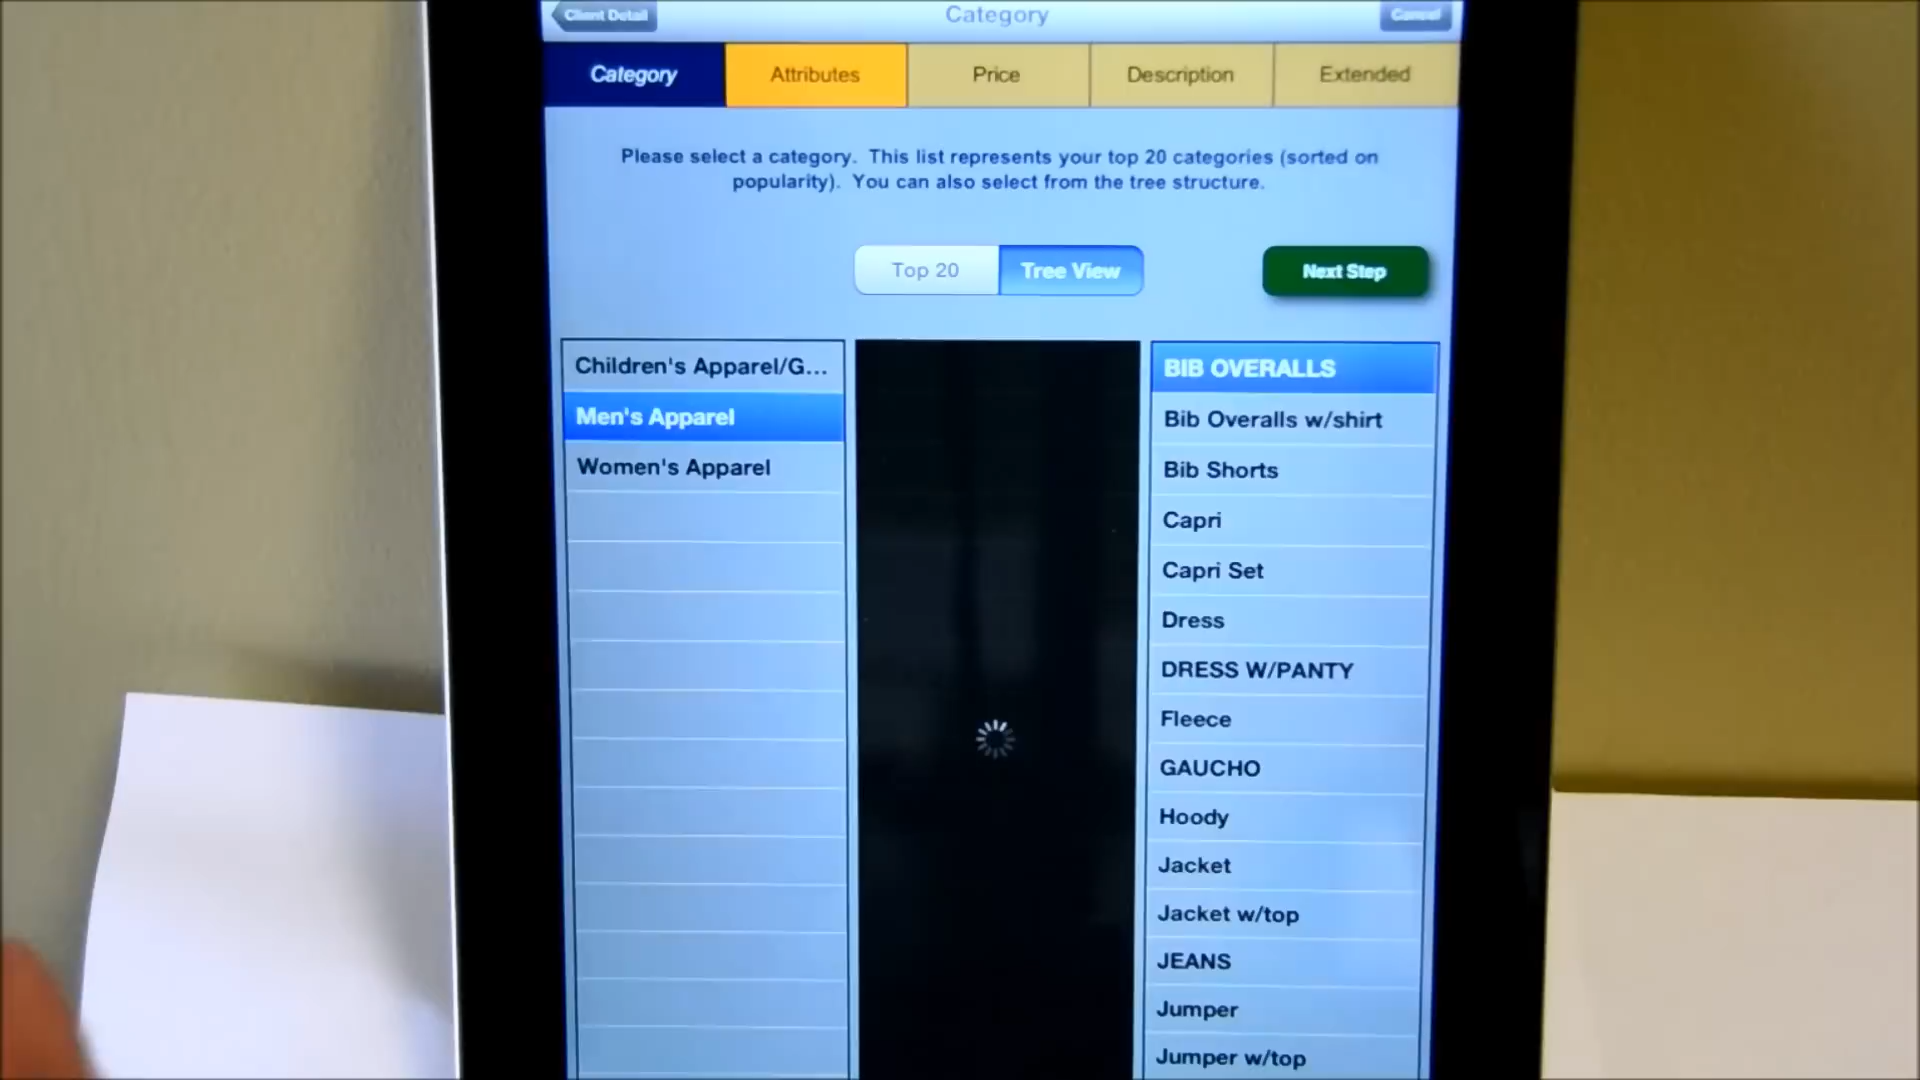 Client Detail
Category
Cancel
Category
Attributes
Price
Description
Extended
Please select a category. This list represents your top 20 categories (sorted on
popularity). You can also select from the tree structure.
Top 20
Tree View
Next Step
Children's Apparel/G...
Men's Apparel
Women's Apparel
BIB OVERALLS
Bib Overalls w/shirt
Bib Shorts
Capri
Capri Set
Dress
DRESS W/PANTY
Fleece
GAUCHO
Hoody
Jacket
Jacket w/top
JEANS
Jumper
Jumper w/top